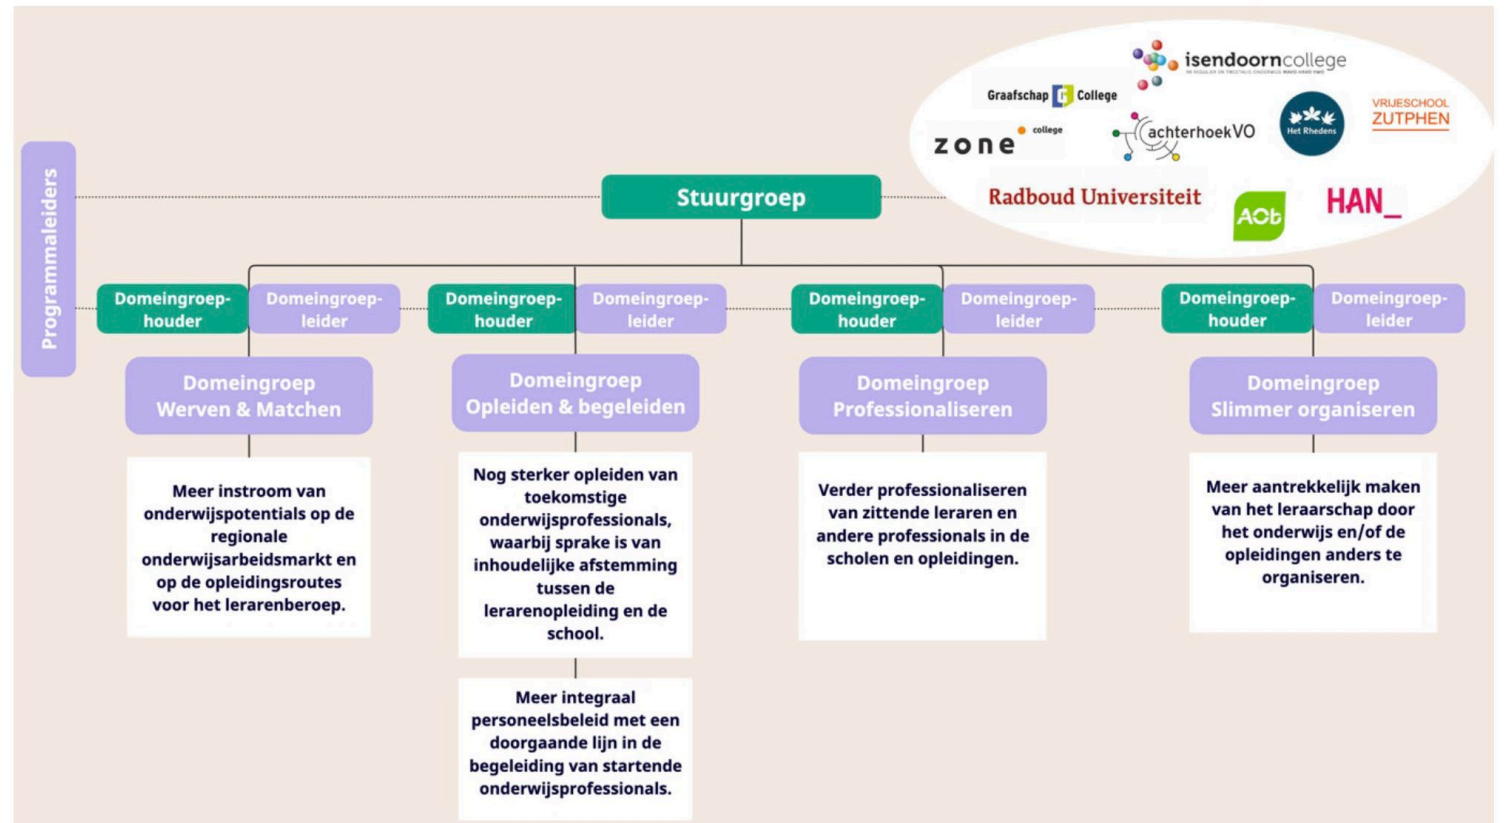 isendoorncollege
Graafschap College
zone college
achterhoekVO
Het Rhedens
VRIJESCHOOL
ZUTPHEN
Radboud Universiteit
AOt
HAN_
Programmaleiders
Stuurgroep
Domeingroep-
houder
Domeingroep-
leider
Domeingroep-
houder
Domeingroep-
leider
Domeingroep-
houder
Domeingroep-
leider
Domeingroep-
houder
Domeingroep-
leider
Domeingroep
Werven & Matchen
Domeingroep
Opleiden & begeleiden
Domeingroep
Professionaliseren
Domeingroep
Slimmer organiseren
Meer instroom van
onderwijspotentials op de
regionale
onderwijsarbeidsmarkt en
op de opleidingsroutes
voor het lerarenberoep.
Nog sterker opleiden van
toekomstige
onderwijsprofessionals,
waarbij sprake is van
inhoudelijke afstemming
tussen de
lerarenopleiding en de
school.
Verder professionaliseren
van zittende leraren en
andere professionals in de
scholen en opleidingen.
Meer aantrekkelijk maken
van het leraarschap door
het onderwijs en/of de
opleidingen anders te
organiseren.
Meer integraal
personeelsbeleid met een
doorgaande lijn in de
begeleiding van startende
onderwijsprofessionals.